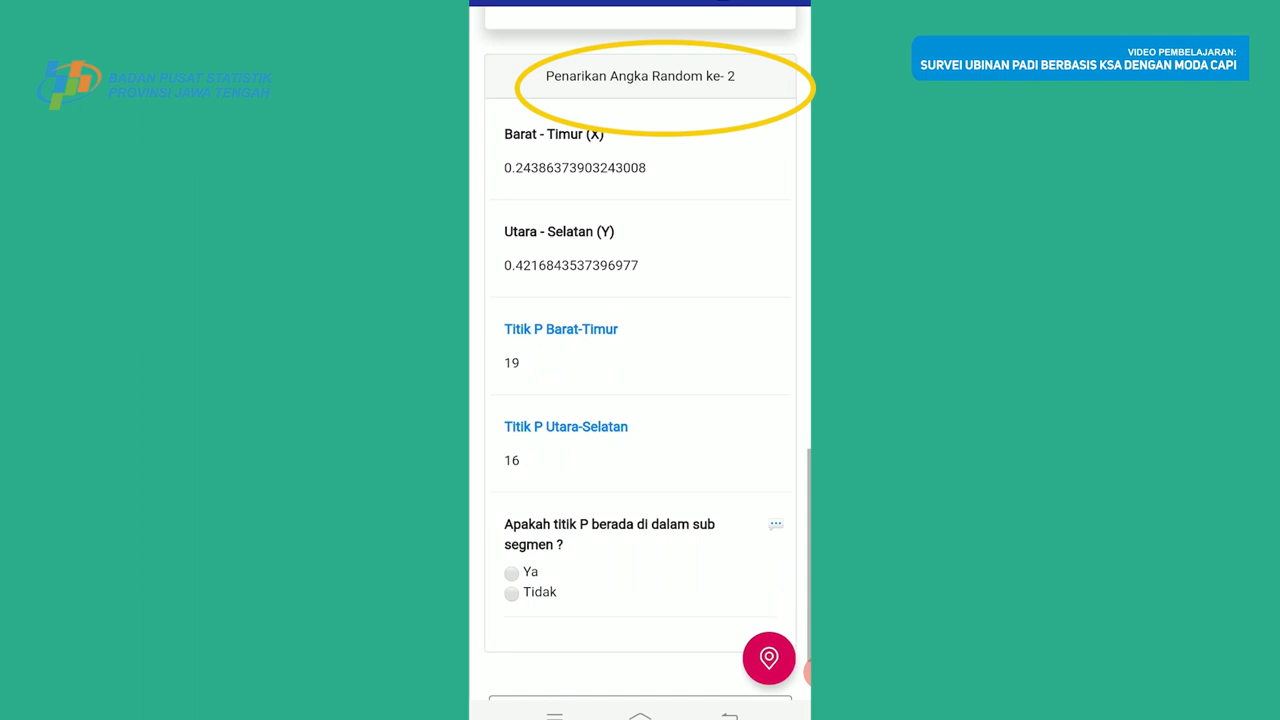 BADAN PUSAT STATISTIK
PROVINSI JAWA TENGAH
VIDEO PEMBELAJARAN:
SURVEI UBINAN PADI BERBASIS KSA DENGAN MODA CAPI
Penarikan Angka Random ke- 2
Barat - Timur (X)
0.24386373903243008
Utara - Selatan (Y)
0.4216843537396977
Titik P Barat-Timur
19
Titik P Utara-Selatan
16
Apakah titik P berada di dalam sub
segmen ?
Ya
Tidak